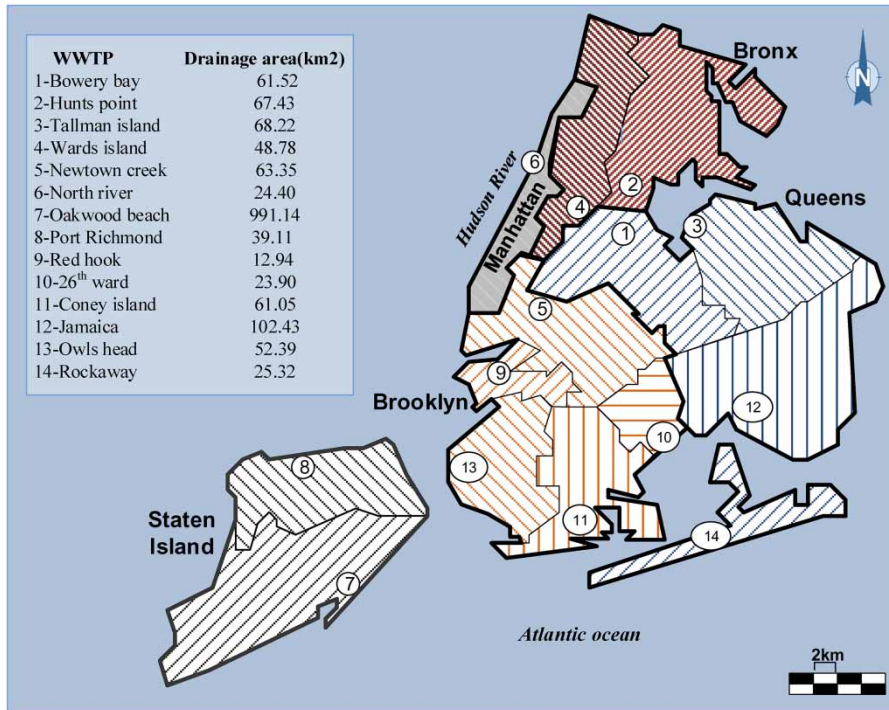 WWTP Drainage area(km2)
1-Bowery bay 61.52
2-Hunts point 67.43
3-Tallman island 68.22
4-Wards island 48.78
5-Newtown creek 63.35
6-North river 24.40
7-Oakwood beach 991.14
8-Port Richmond 39.11
9-Red hook 12.94
10-26th ward 23.90
11-Coney island 61.05
12-Jamaica 102.43
13-Owls head 52.39
14-Rockaway 25.32
Bronx
N
6
2
Queens
Hudson River
Manhattan
4
1
3
5
9
Brooklyn
12
10
13
8
11
Staten
Island
14
7
Atlantic ocean
2km